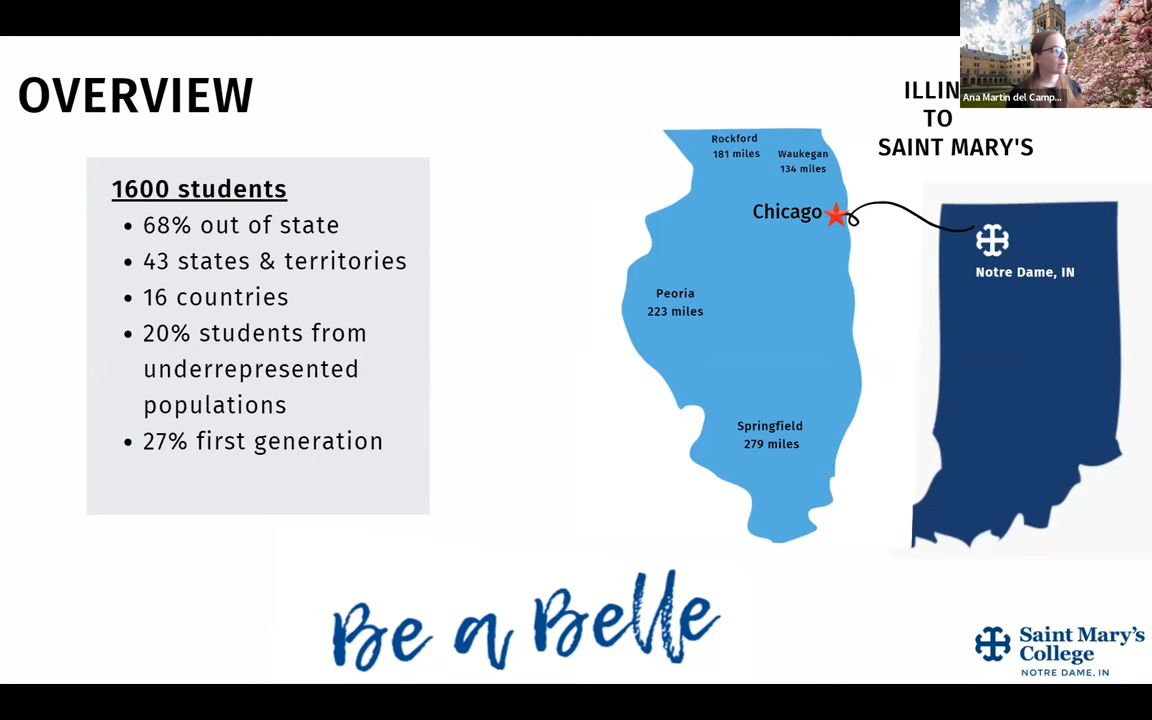 OVERVIEW
1600 students
• 68% out of state
• 43 states & territories
• 16 countries
• 20% students from
underrepresented
populations
• 27% first generation
Ana Martin del Camp...
ILLIN
TO
SAINT MARY'S
Rockford
181 miles
Waukegan
134 miles
Chicago
Notre Dame, IN
Peoria
223 miles
Springfield
279 miles
Be a Belle
Saint Mary's
College
NOTRE DAME, IN